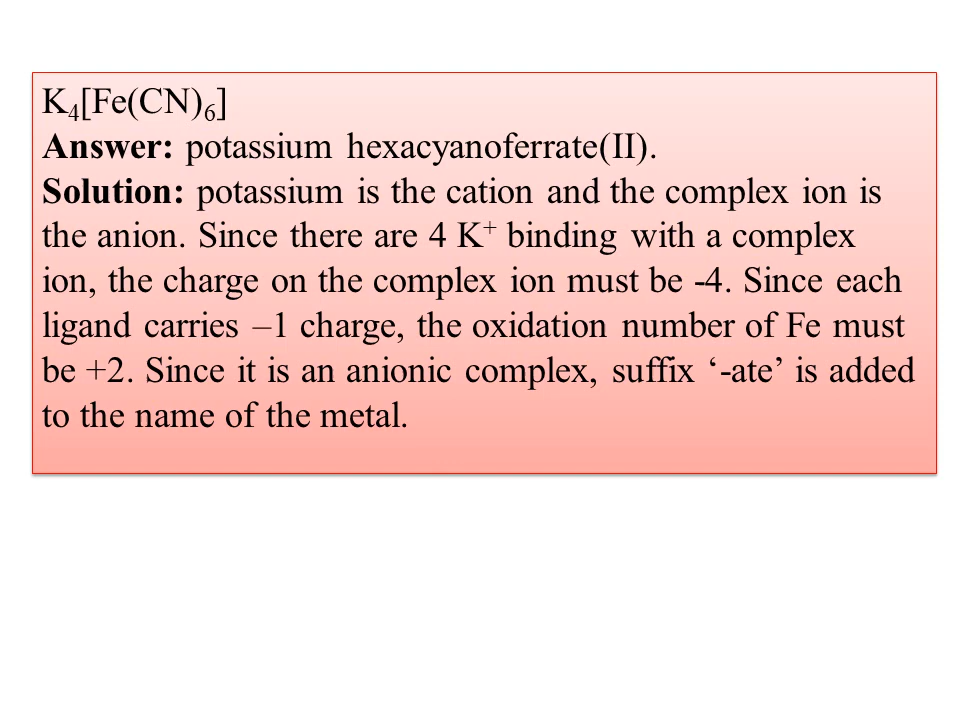 K₄[Fe(CN)₆]
Answer: potassium hexacyanoferrate(II).
Solution: potassium is the cation and the complex ion is
the anion. Since there are 4 K⁺ binding with a complex
ion, the charge on the complex ion must be -4. Since each
ligand carries –1 charge, the oxidation number of Fe must
be +2. Since it is an anionic complex, suffix ‘-ate’ is added
to the name of the metal.